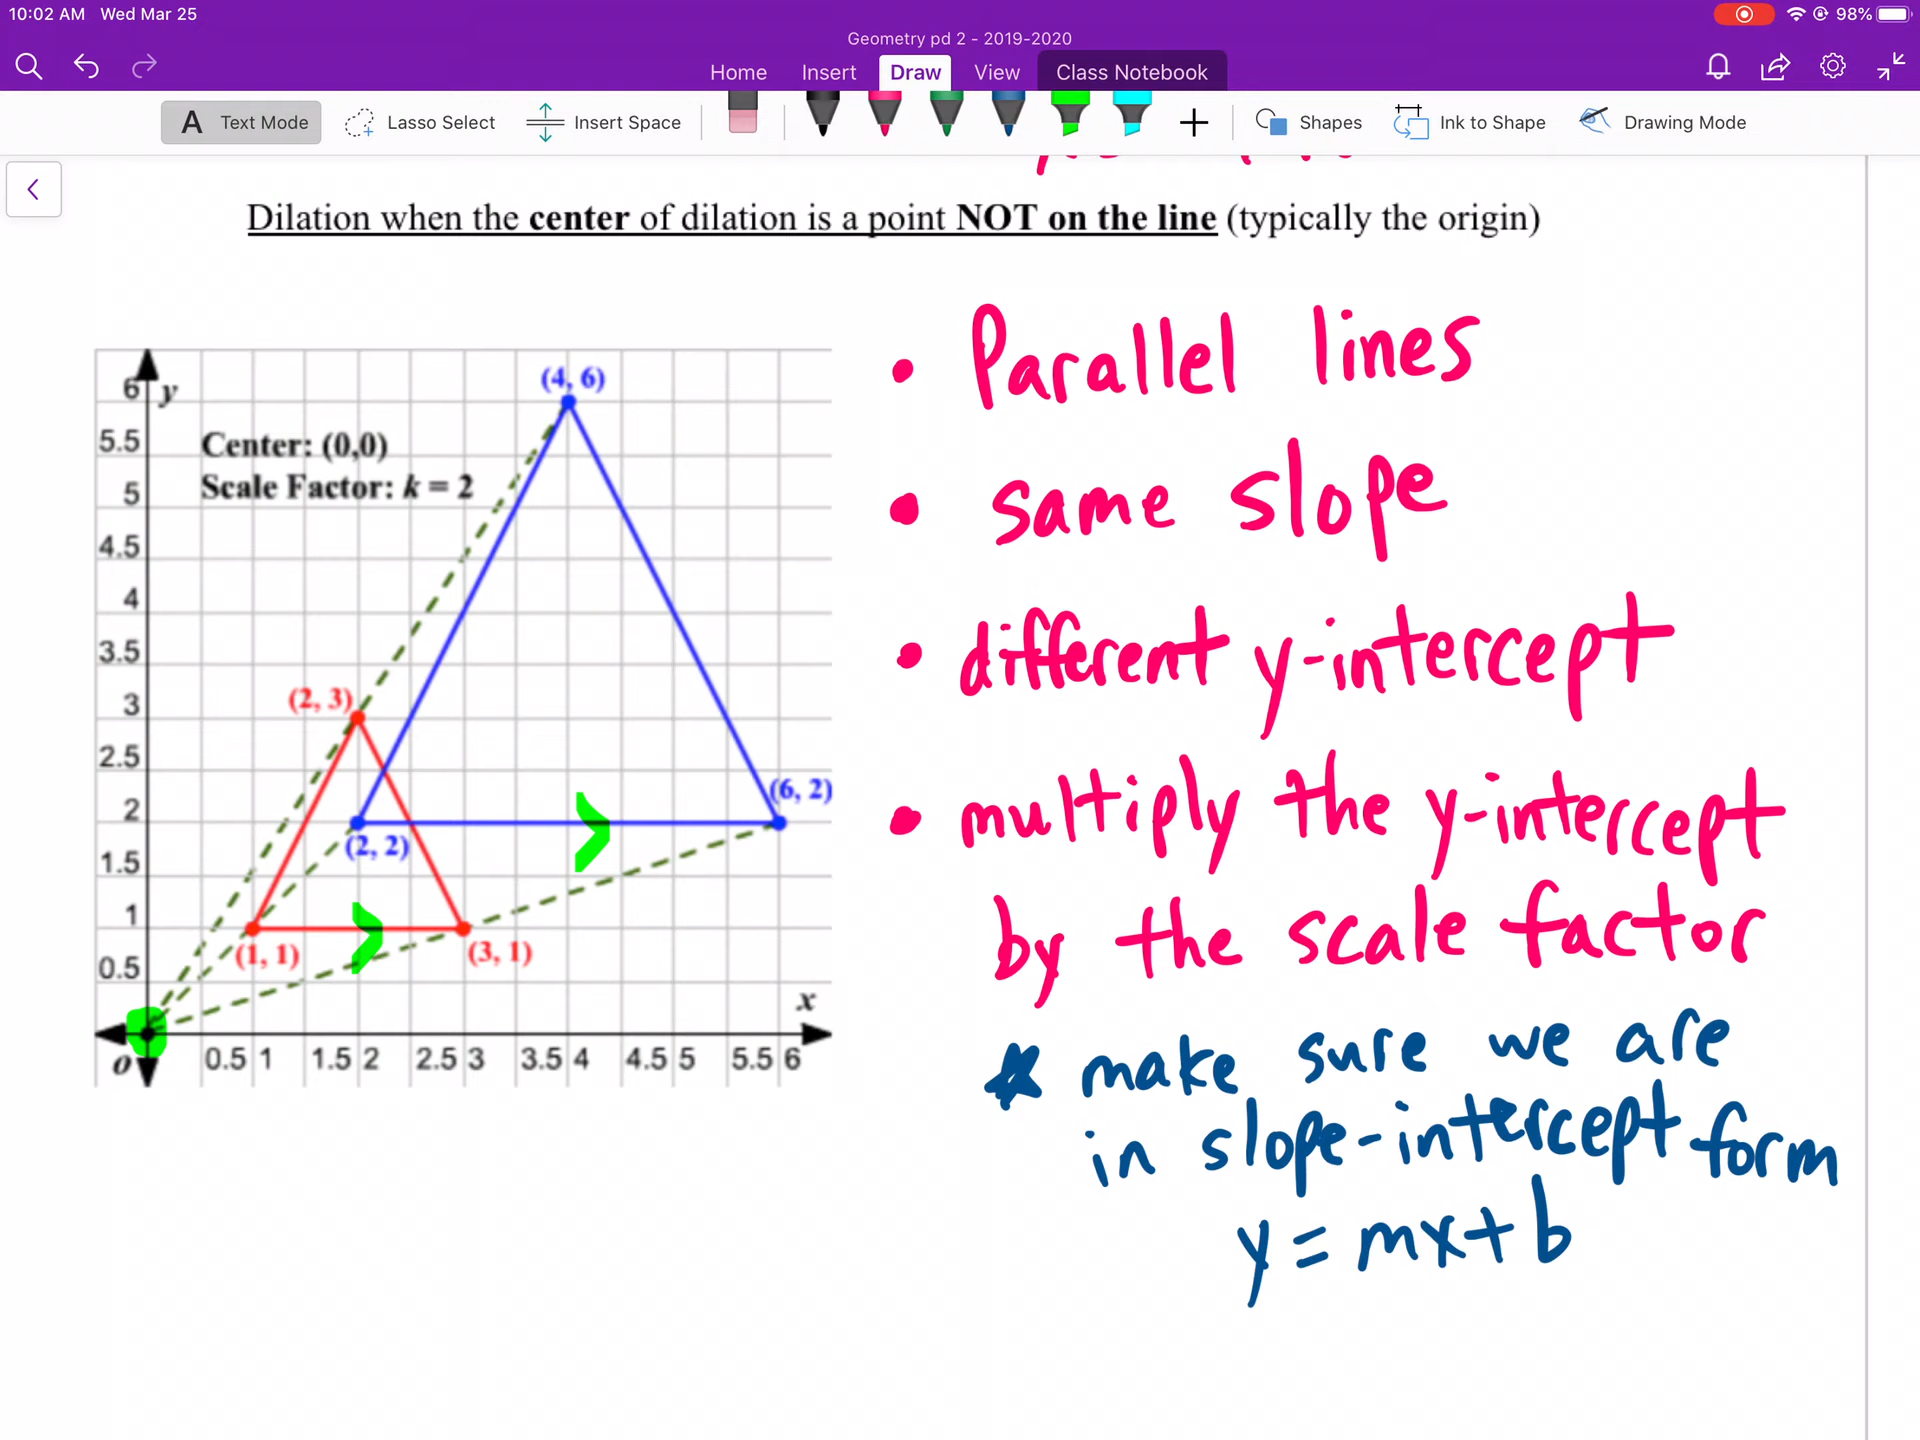 10:02 AM Wed Mar 25
98%
Geometry pd 2 - 2019-2020
Home Insert Draw View Class Notebook
A Text Mode Lasso Select Insert Space Shapes Ink to Shape Drawing Mode
Dilation when the center of dilation is a point NOT on the line (typically the origin)
6 y
5.5
5
4.5
4
3.5
3
2.5
2
1.5
1
0.5
Center: (0,0)
Scale Factor: k = 2
(4, 6)
(2, 3)
(6, 2)
(2, 2)
(1, 1)
(3, 1)
x
o 0.5 1 1.5 2 2.5 3 3.5 4 4.5 5 5.5 6
• Parallel lines
• same slope
• different y-intercept
• multiply the y-intercept
by the scale factor
☆ make sure we are
in slope-intercept form
y = mx + b